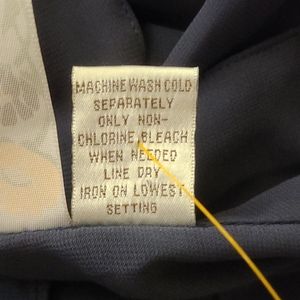 MACHINE WASH COLD
SEPARATELY
ONLY NON-
CHLORINE BLEACH
WHEN NEEDED
LINE DRY
IRON ON LOWEST
SETTING